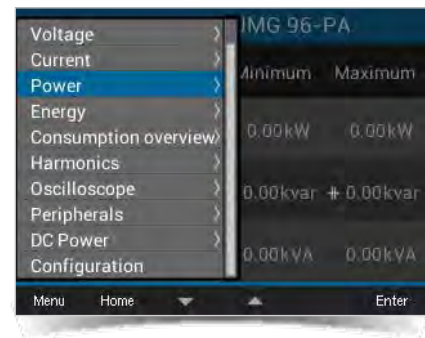 UMG 96-PA
Voltage
Current
Minimum Maximum
Power
Energy
Consumption overview
0.00kW 0.00kW
Harmonics
Oscilloscope
0.00kvar 0.00kvar
Peripherals
DC Power
0.00kVA 0.00kVA
Configuration
Menu Home Enter